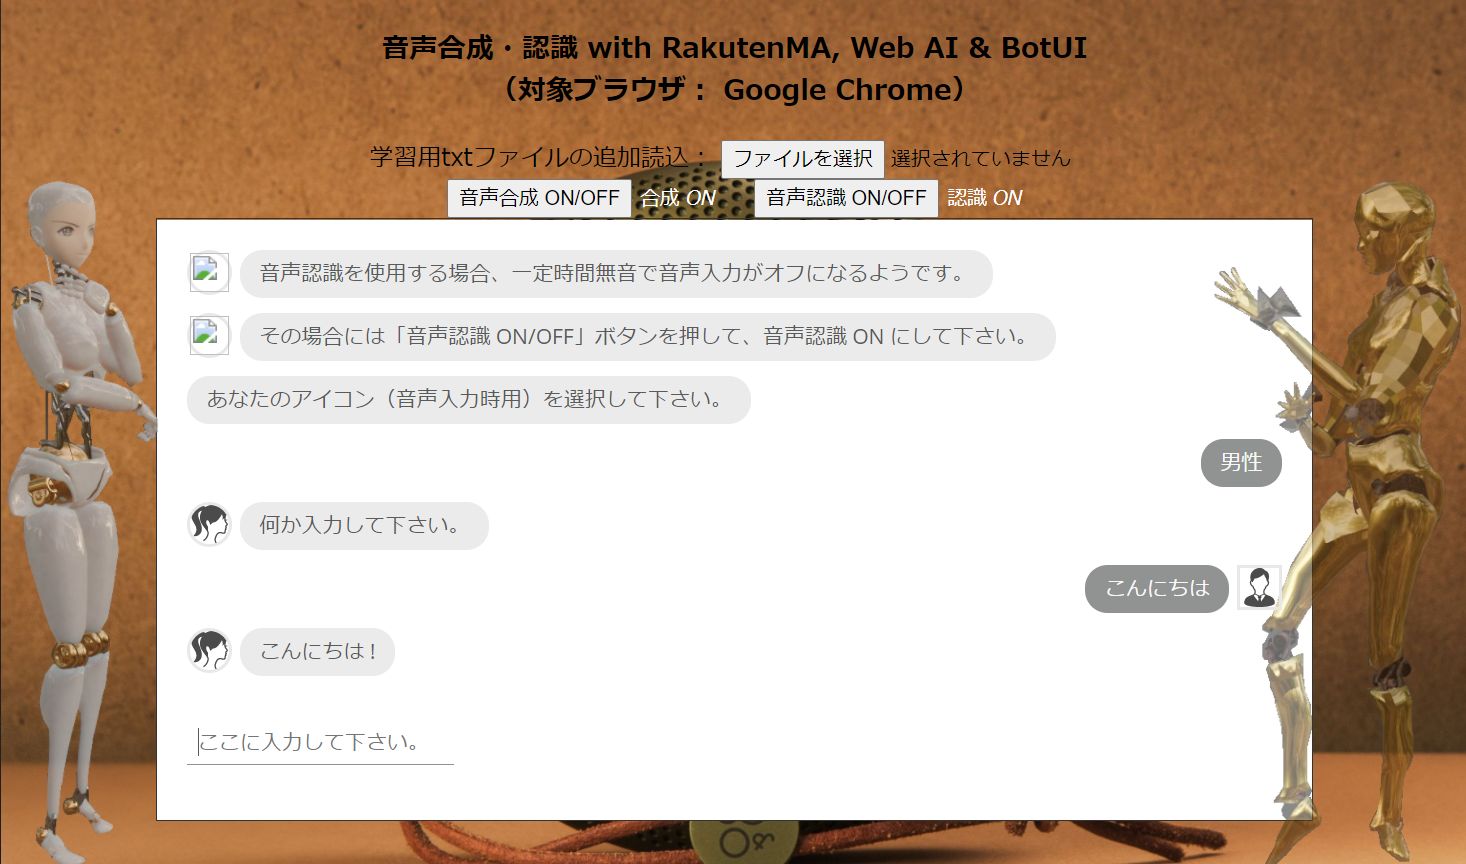 音声合成・認識 with RakutenMA, Web AI & BotUI
（対象ブラウザ： Google Chrome）
学習用txtファイルの追加読込： ファイルを選択 選択されていません
音声合成 ON/OFF 合成 ON 音声認識 ON/OFF 認識 ON
音声認識を使用する場合、一定時間無音で音声入力がオフになるようです。
その場合には「音声認識 ON/OFF」ボタンを押して、音声認識 ON にして下さい。
あなたのアイコン（音声入力時用）を選択して下さい。
男性
何か入力して下さい。
こんにちは
こんにちは！
ここに入力して下さい。